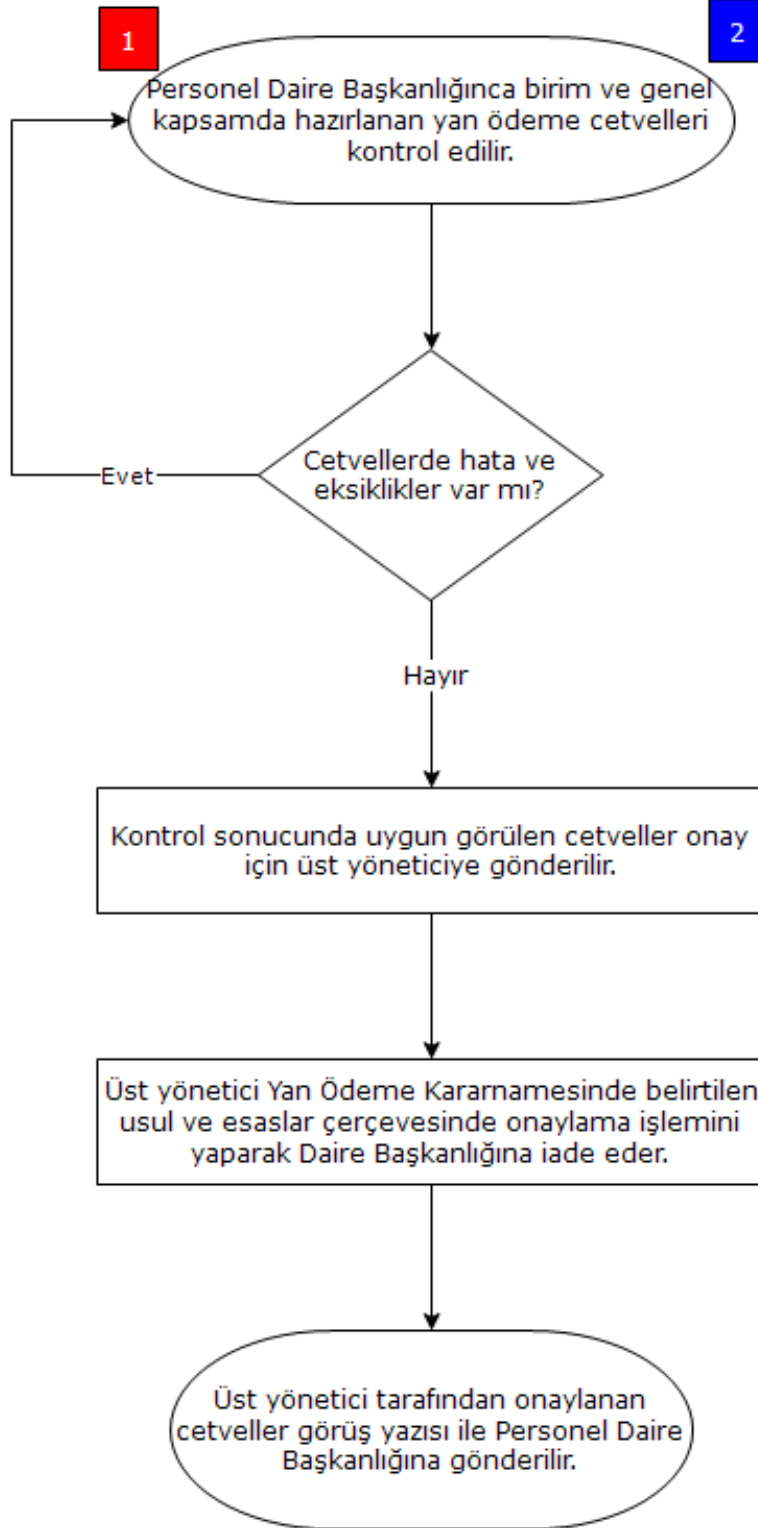 1
2
Personel Daire Başkanlığınca birim ve genel
kapsamda hazırlanan yan ödeme cetvelleri
kontrol edilir.
Cetvellerde hata ve
eksiklikler var mı?
Evet
Hayır
Kontrol sonucunda uygun görülen cetveller onay
için üst yöneticiye gönderilir.
Üst yönetici Yan Ödeme Kararnamesinde belirtilen
usul ve esaslar çerçevesinde onaylama işlemini
yaparak Daire Başkanlığına iade eder.
Üst yönetici tarafından onaylanan
cetveller görüş yazısı ile Personel Daire
Başkanlığına gönderilir.